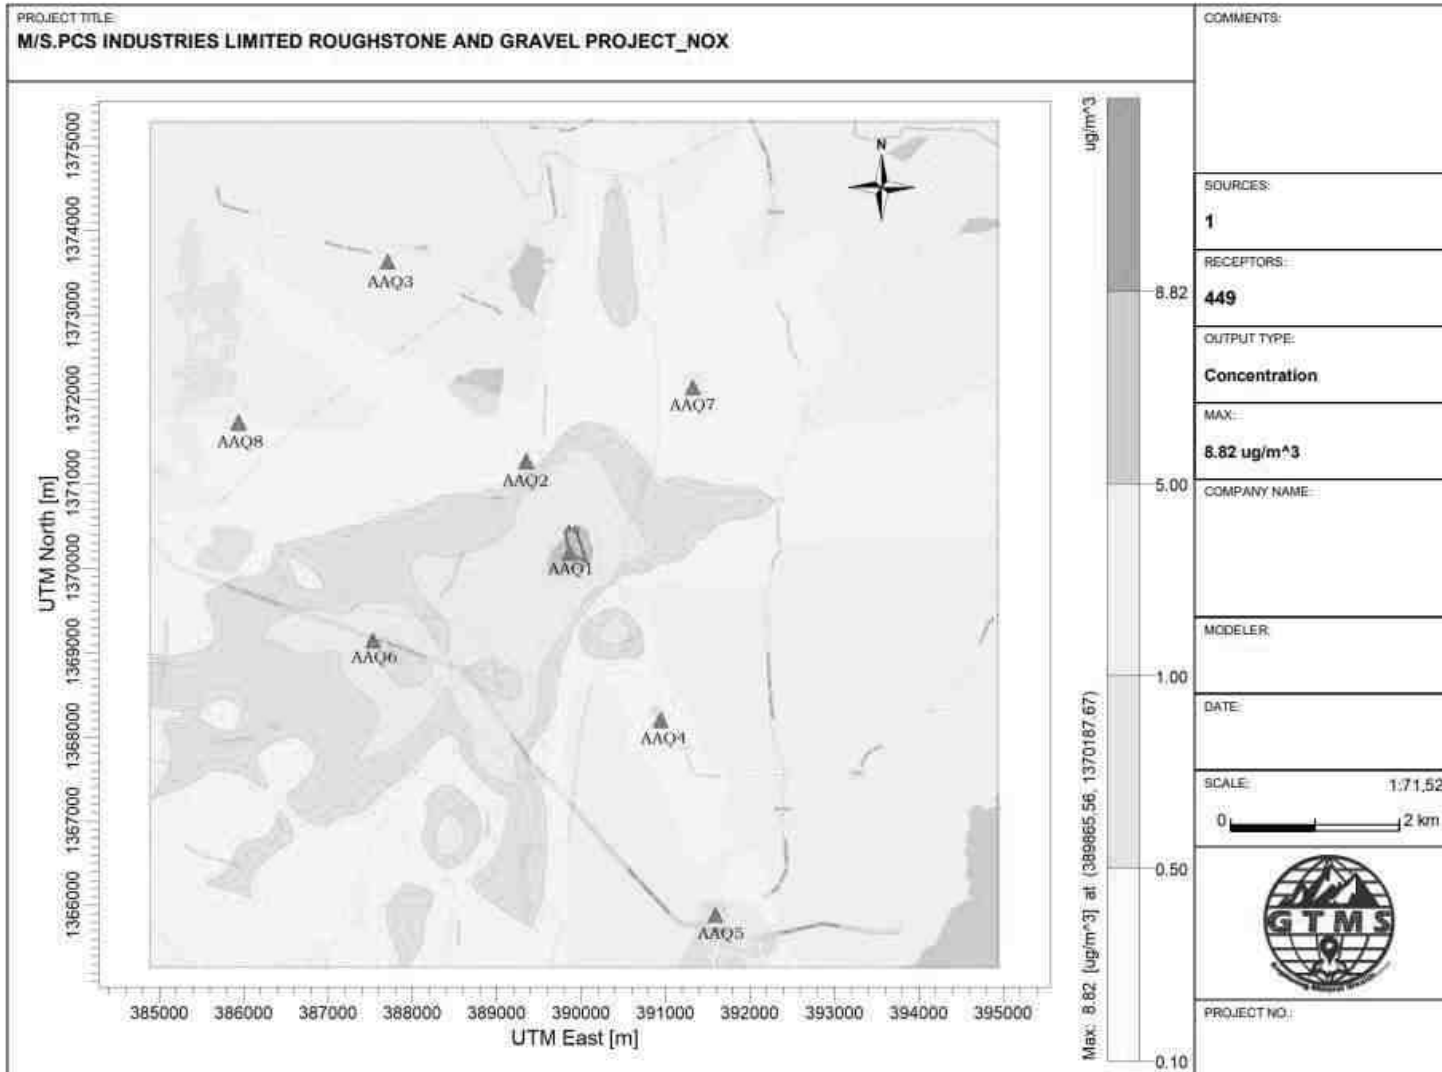 PROJECT TITLE:
M/S.PCS INDUSTRIES LIMITED ROUGHSTONE AND GRAVEL PROJECT_NOX
COMMENTS:
SOURCES:
1
RECEPTORS:
449
OUTPUT TYPE:
Concentration
MAX:
8.82 ug/m^3
COMPANY NAME:
MODELER:
DATE:
SCALE:
1:71,52
0
2 km
GTMS
PROJECT NO.:
UTM North [m]
1375000
1374000
1373000
1372000
1371000
1370000
1369000
1368000
1367000
1366000
N
AAQ3
AAQ7
AAQ8
AAQ2
AAQ1
AAQ6
AAQ4
AAQ5
385000
386000
387000
388000
389000
390000
391000
392000
393000
394000
395000
UTM East [m]
ug/m^3
8.82
5.00
1.00
0.50
0.10
Max: 8.82 [ug/m^3] at (389865.56, 1370187.67)